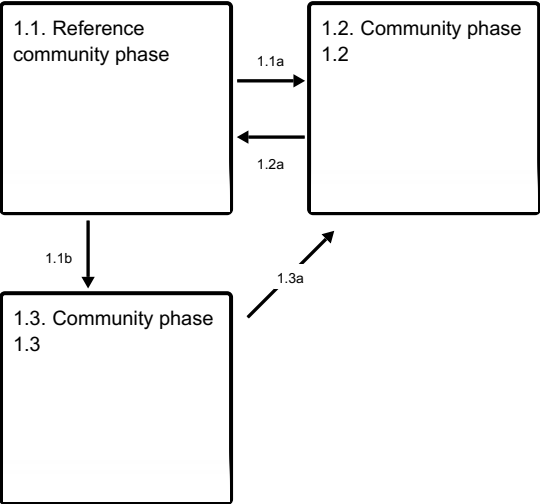 1.1. Reference
community phase
1.1a
1.2. Community phase
1.2
1.2a
1.1b
1.3a
1.3. Community phase
1.3